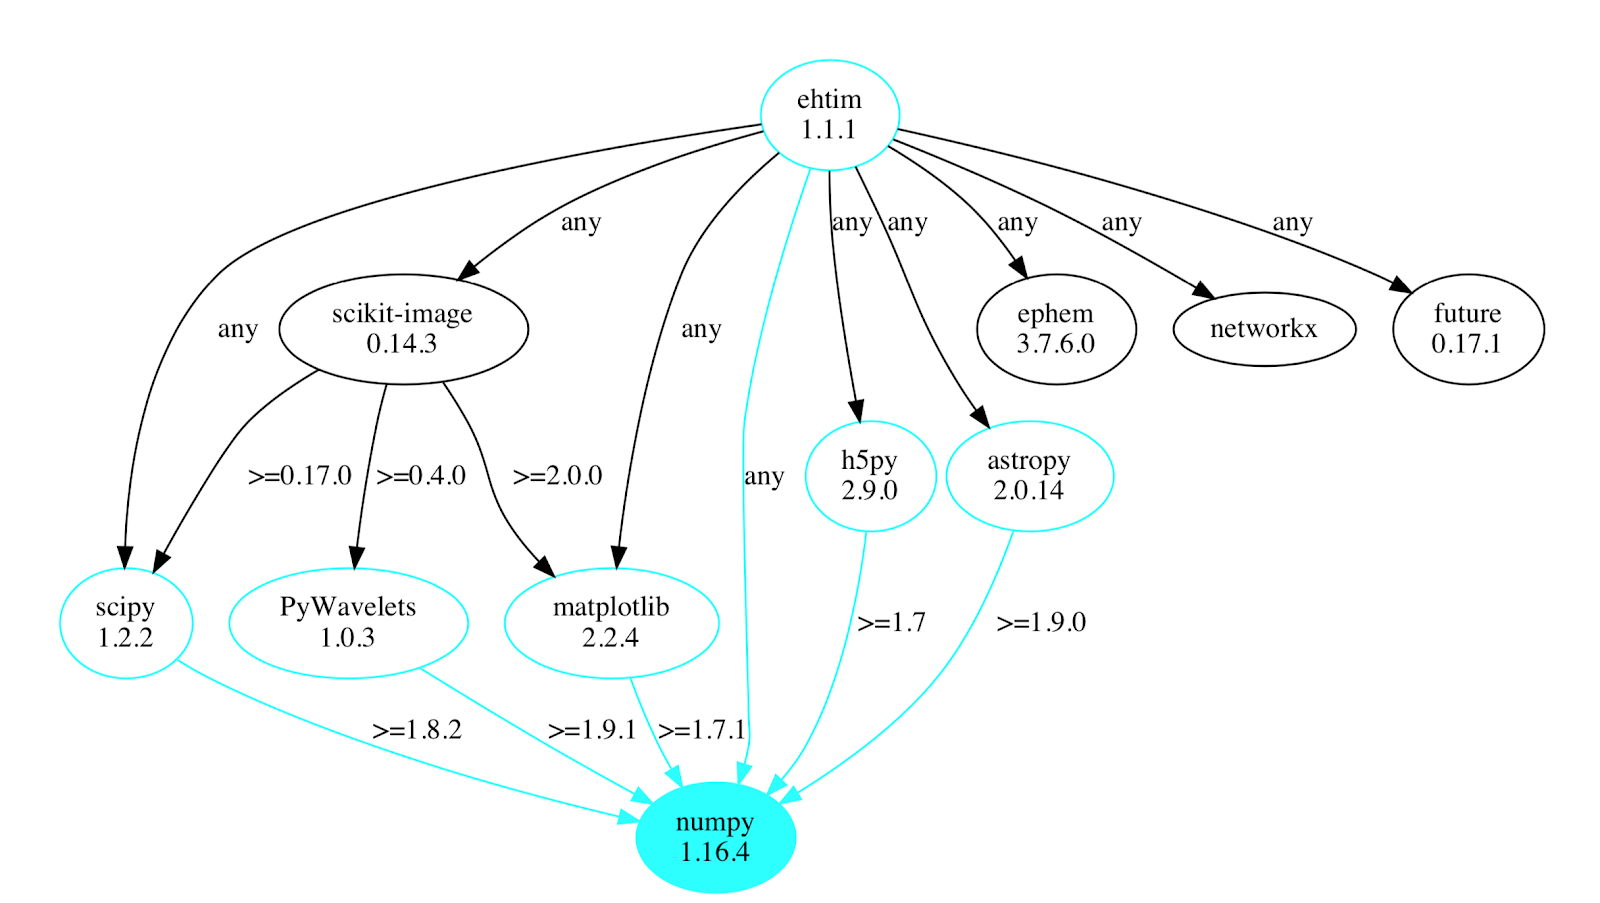 ehtim
1.1.1
any
any
any
any
any
any
any
any
any
scikit-image
0.14.3
ephem
3.7.6.0
networkx
future
0.17.1
>=0.17.0
>=0.4.0
>=2.0.0
h5py
2.9.0
astropy
2.0.14
scipy
1.2.2
PyWavelets
1.0.3
matplotlib
2.2.4
>=1.7
>=1.9.0
>=1.8.2
>=1.9.1
>=1.7.1
numpy
1.16.4